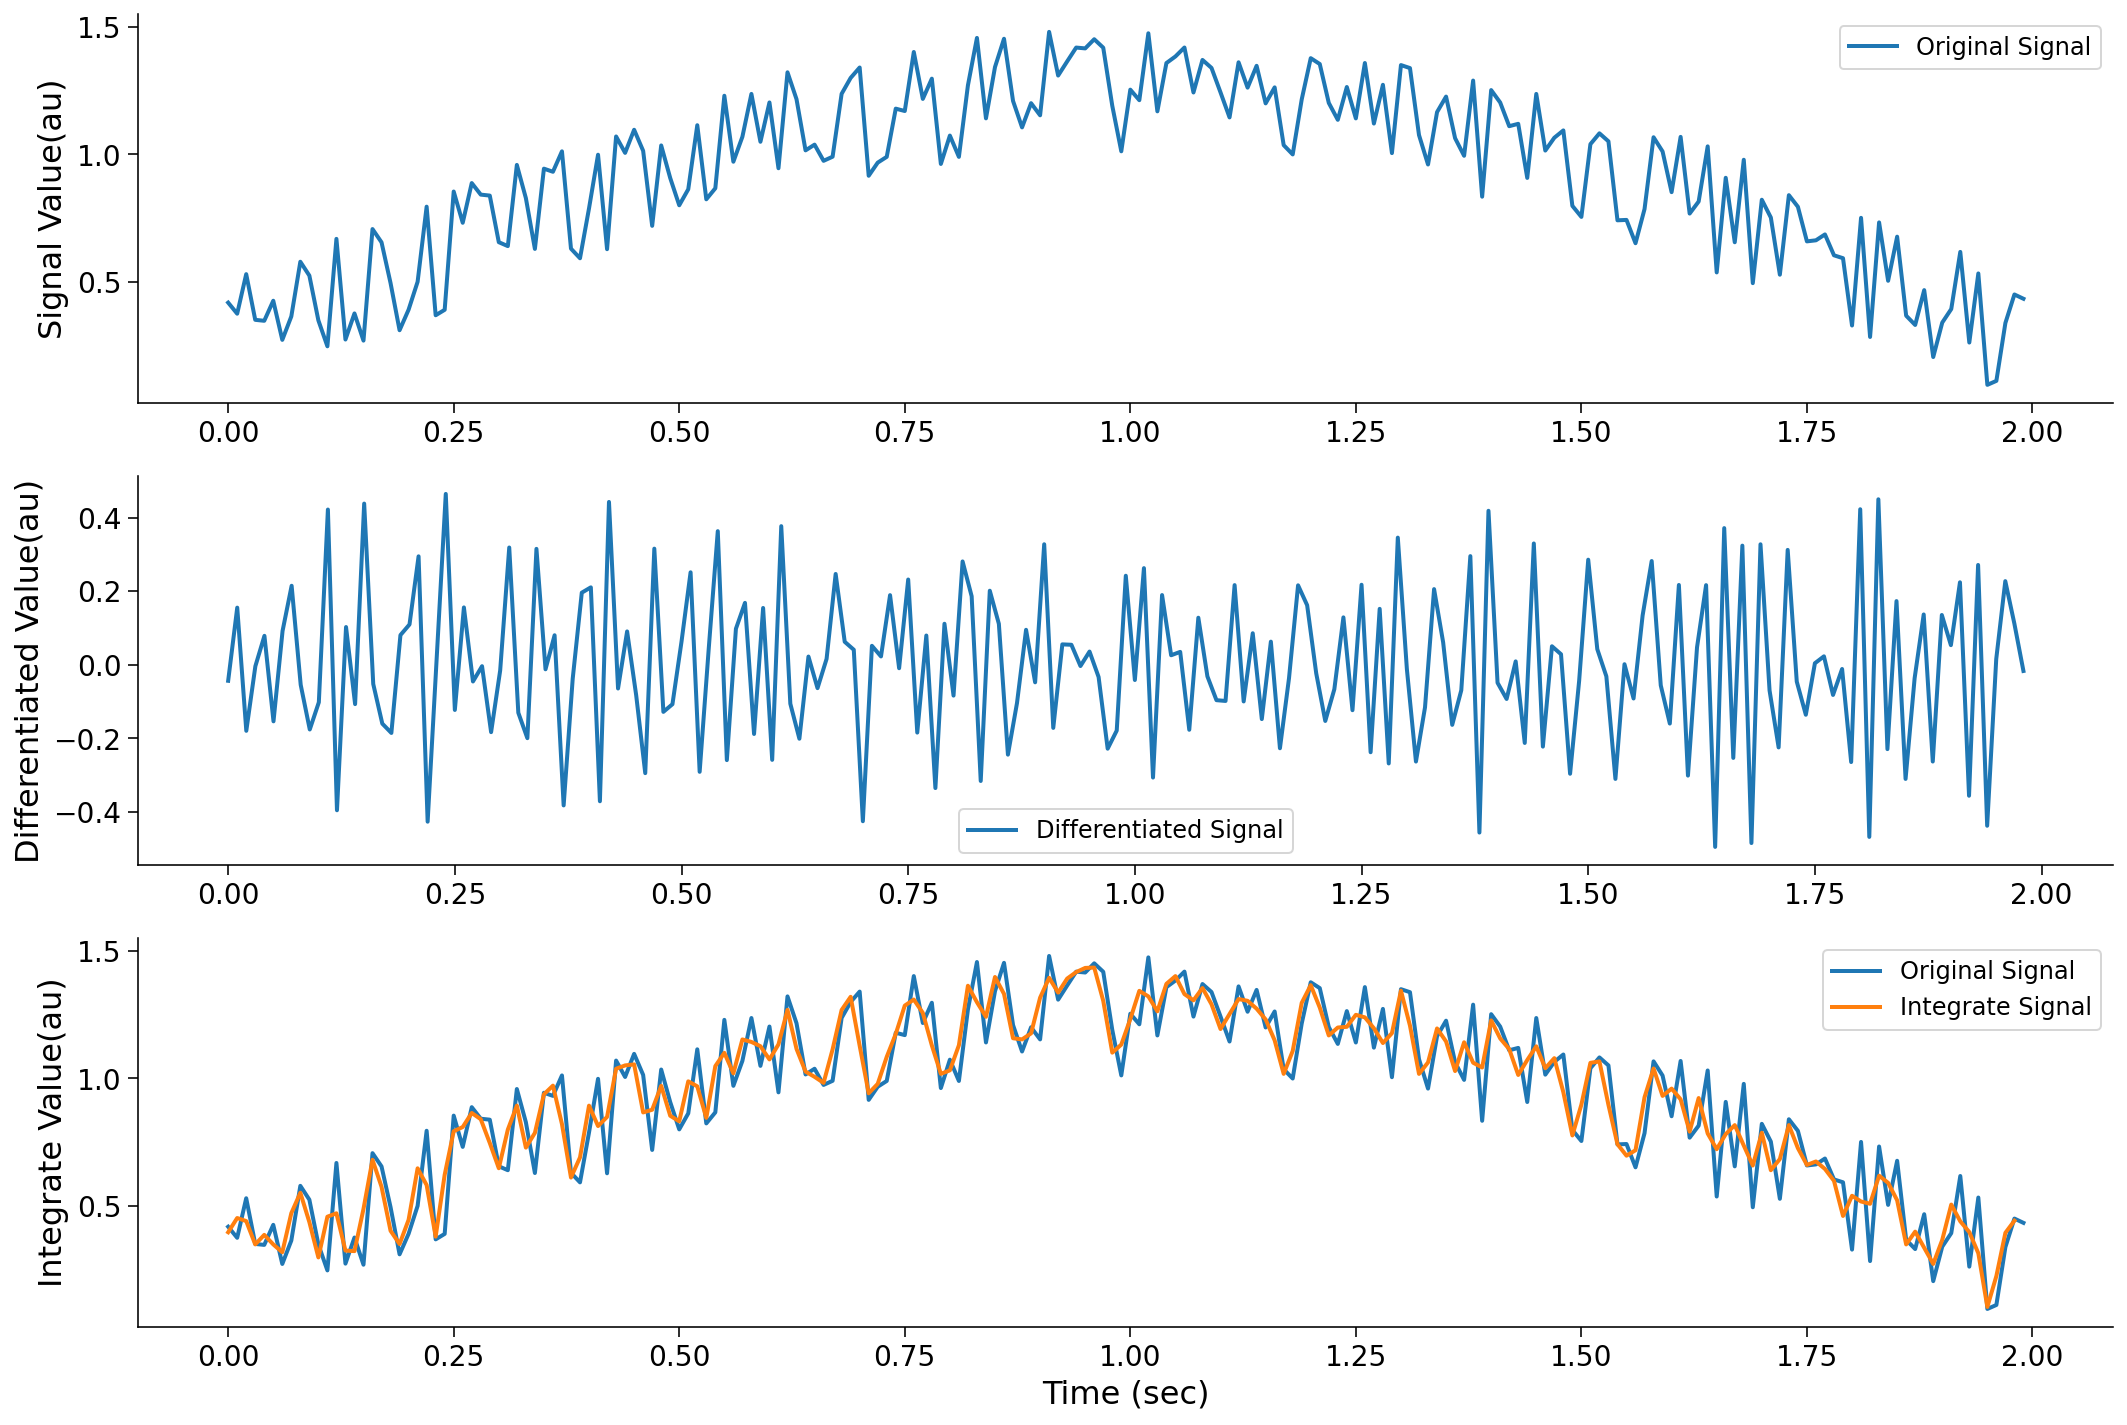 Signal Value(au)
1.5
1.0
0.5
Original Signal
0.00 0.25 0.50 0.75 1.00 1.25 1.50 1.75 2.00
Differentiated Value(au)
0.4
0.2
0.0
−0.2
−0.4
Differentiated Signal
0.00 0.25 0.50 0.75 1.00 1.25 1.50 1.75 2.00
Integrate Value(au)
1.5
1.0
0.5
Original Signal
Integrate Signal
0.00 0.25 0.50 0.75 1.00 1.25 1.50 1.75 2.00
Time (sec)